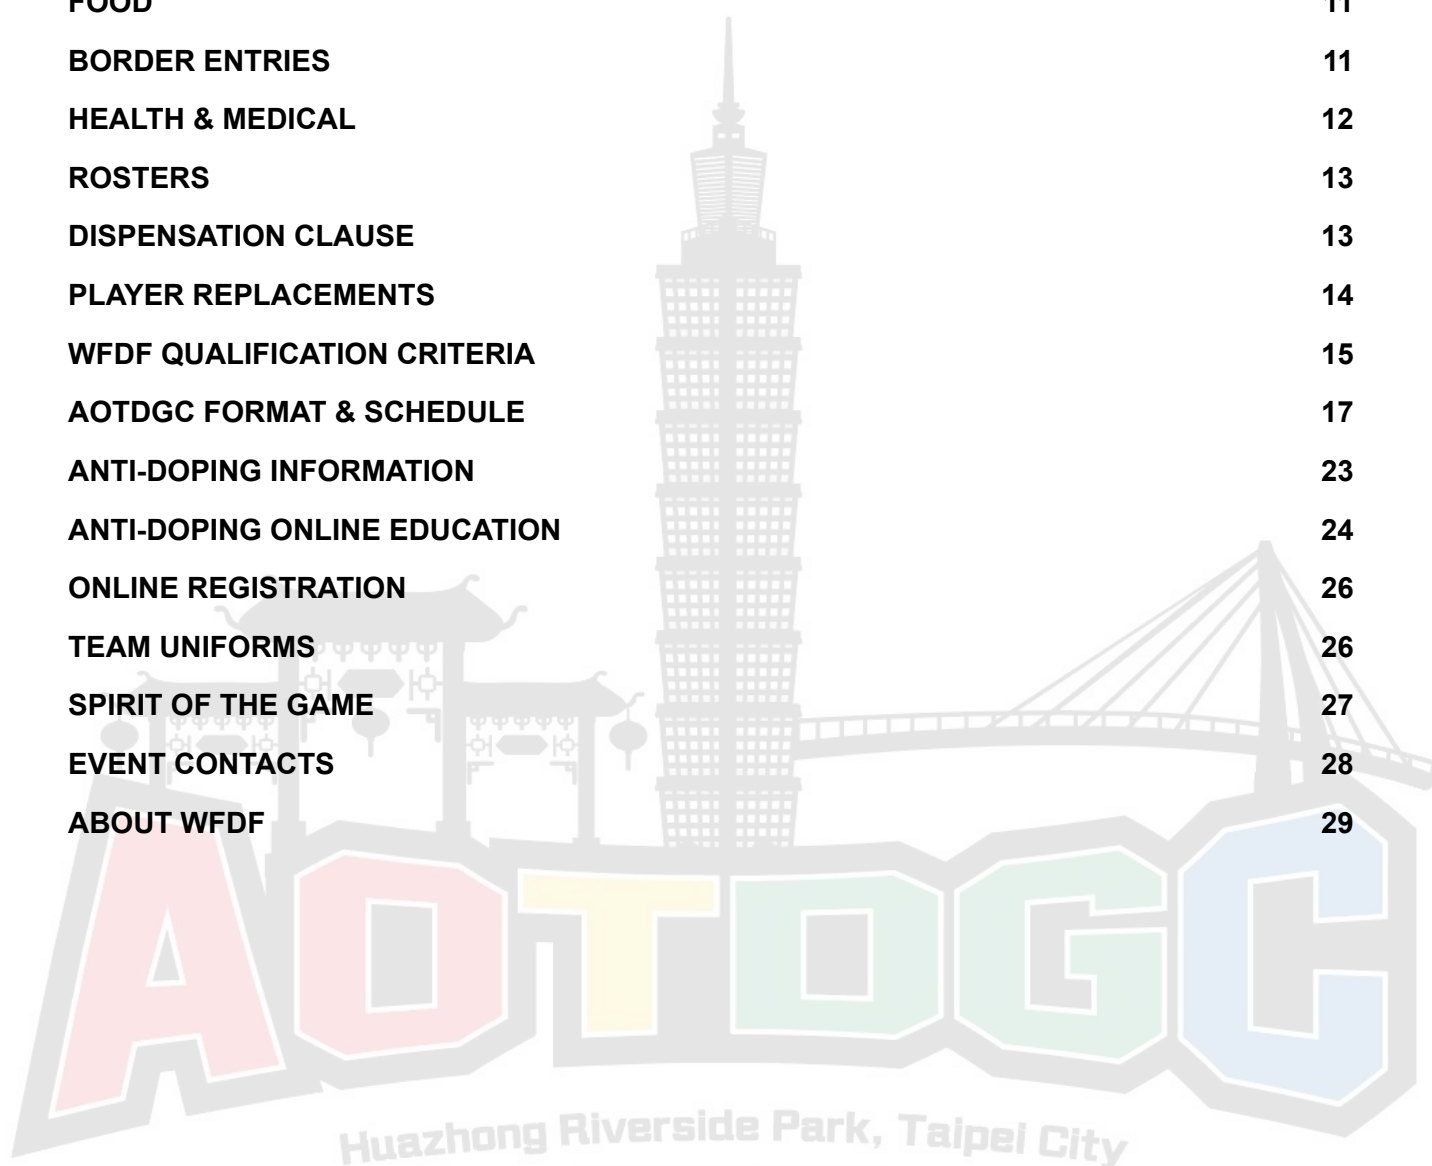 FOOD 11
BORDER ENTRIES 11
HEALTH & MEDICAL 12
ROSTERS 13
DISPENSATION CLAUSE 13
PLAYER REPLACEMENTS 14
WFDF QUALIFICATION CRITERIA 15
AOTDGC FORMAT & SCHEDULE 17
ANTI-DOPING INFORMATION 23
ANTI-DOPING ONLINE EDUCATION 24
ONLINE REGISTRATION 26
TEAM UNIFORMS 26
SPIRIT OF THE GAME 27
EVENT CONTACTS 28
ABOUT WFDF 29
AOTDGC
Huazhong Riverside Park, Taipei City